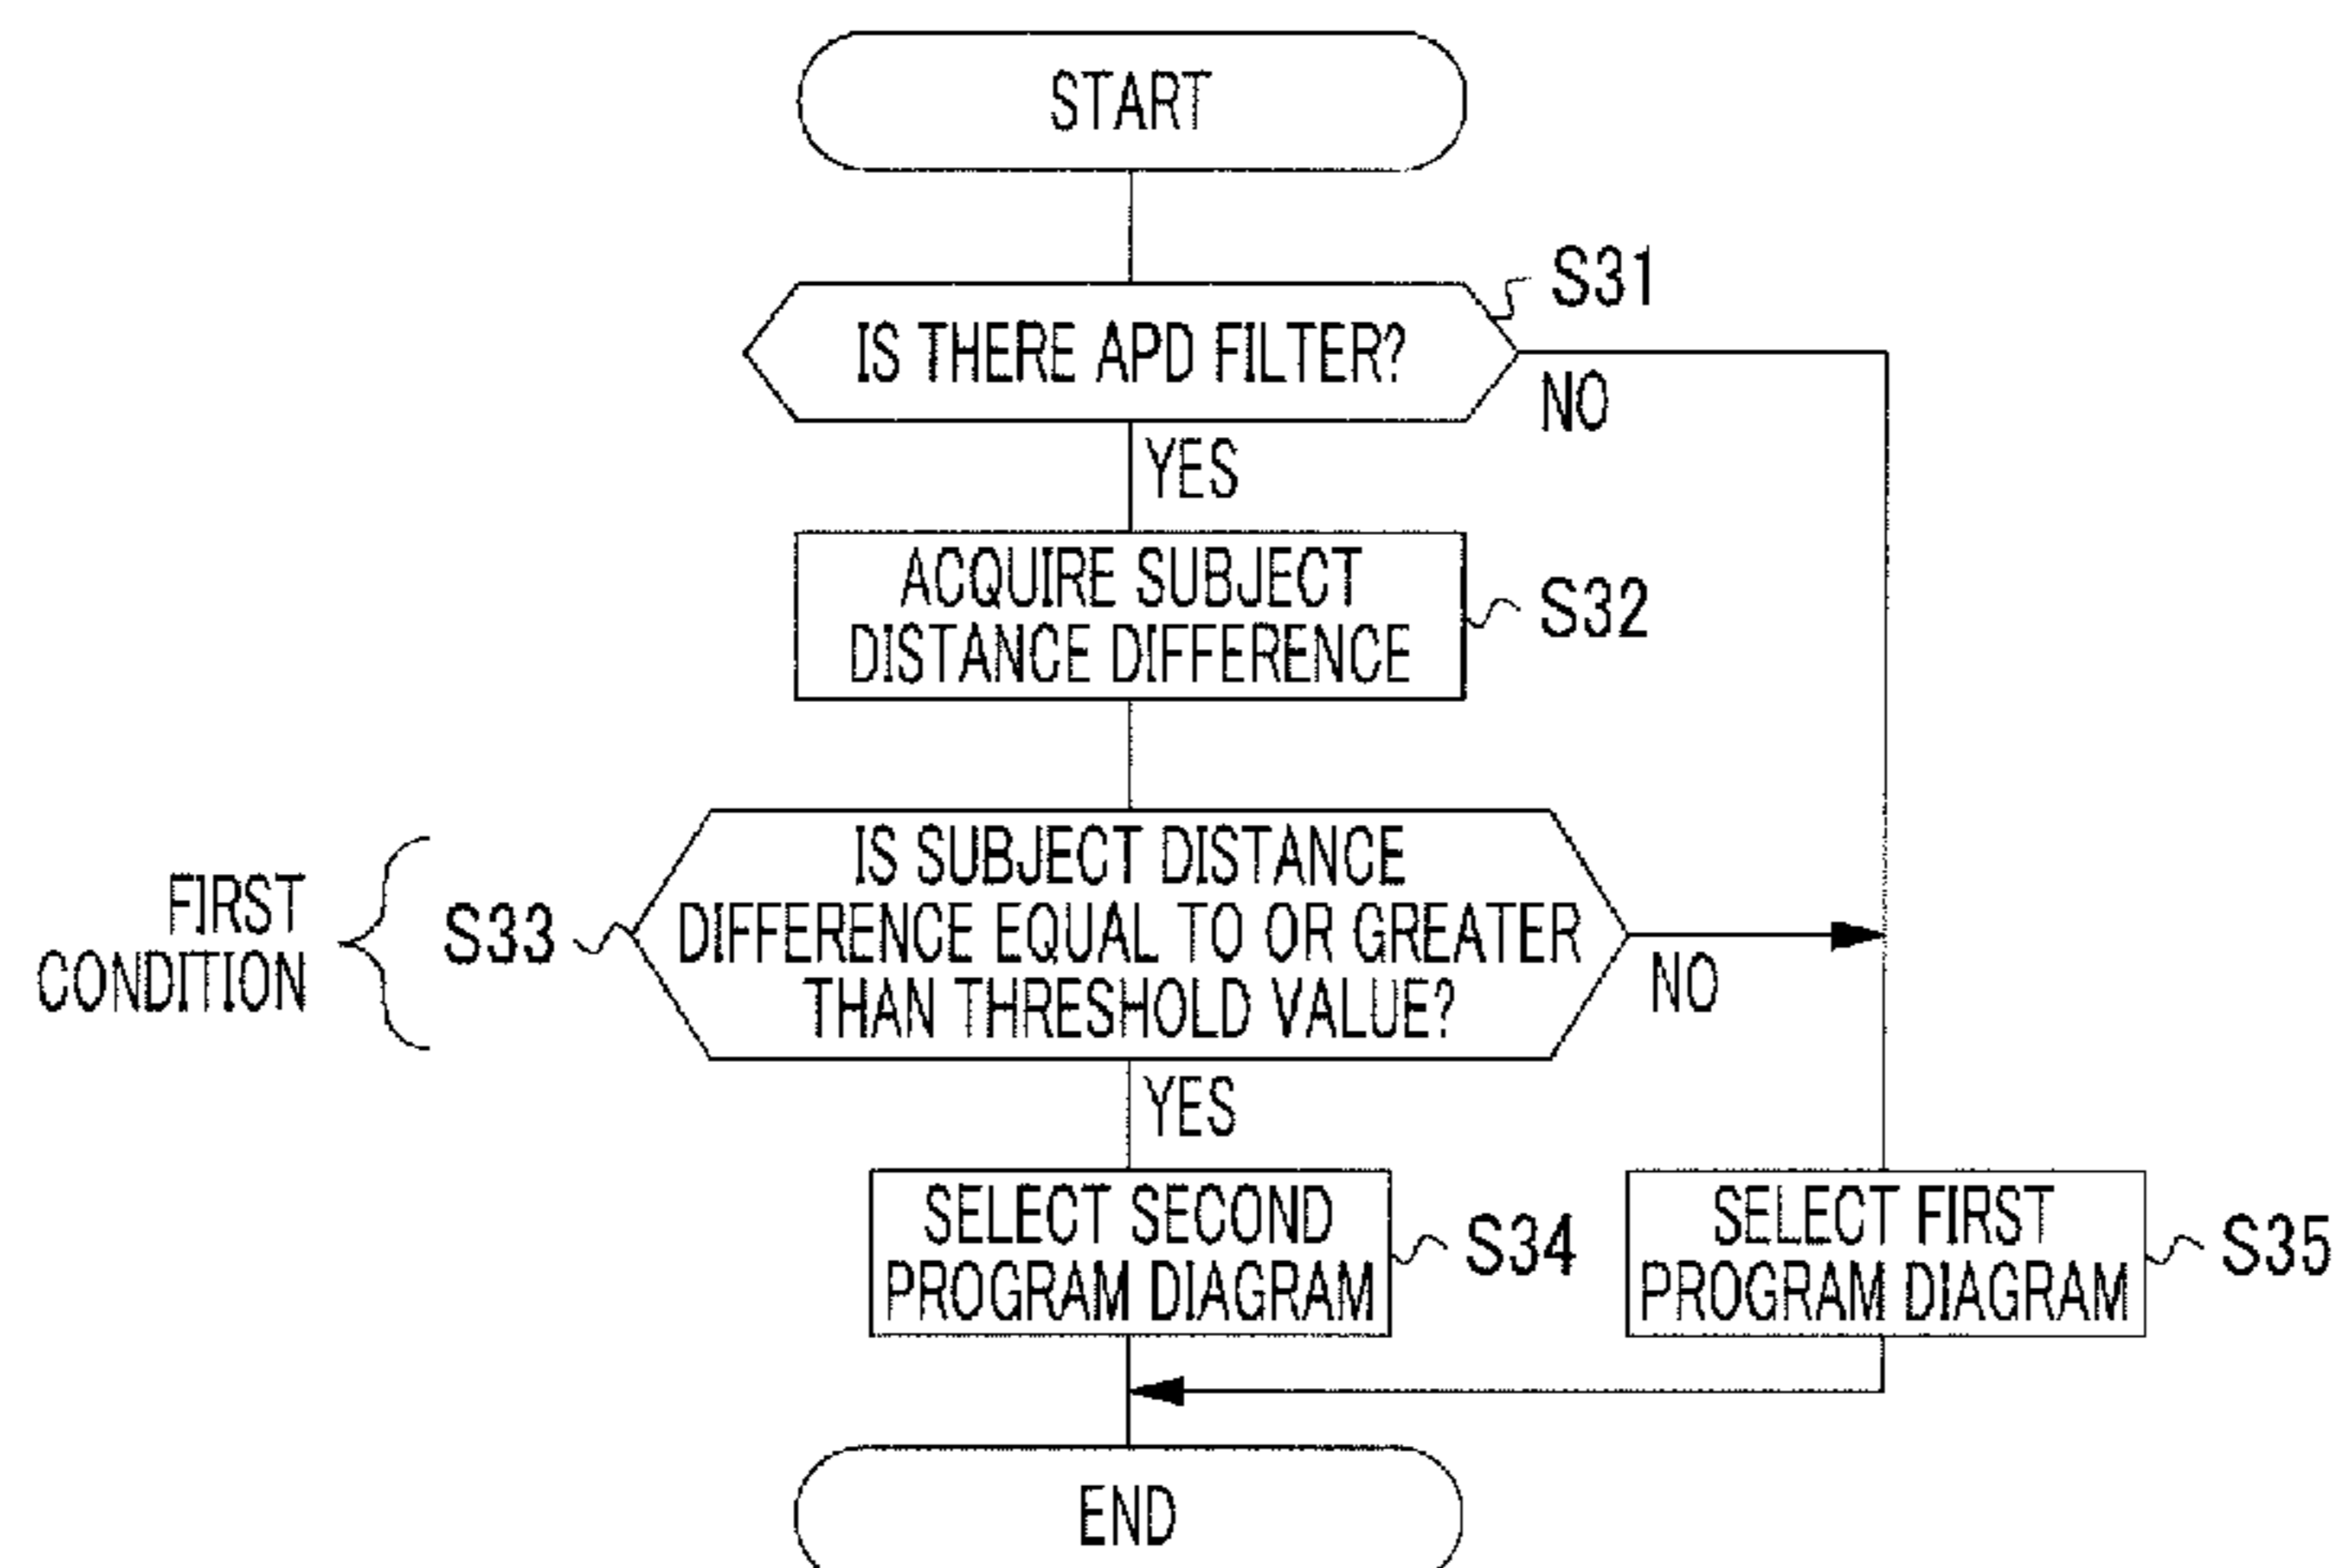 START
S31
IS THERE APD FILTER?
NO
YES
ACQUIRE SUBJECT
DISTANCE DIFFERENCE
S32
FIRST
CONDITION
S33
IS SUBJECT DISTANCE
DIFFERENCE EQUAL TO OR GREATER
THAN THRESHOLD VALUE?
NO
YES
SELECT SECOND
PROGRAM DIAGRAM
S34
SELECT FIRST
PROGRAM DIAGRAM
S35
END